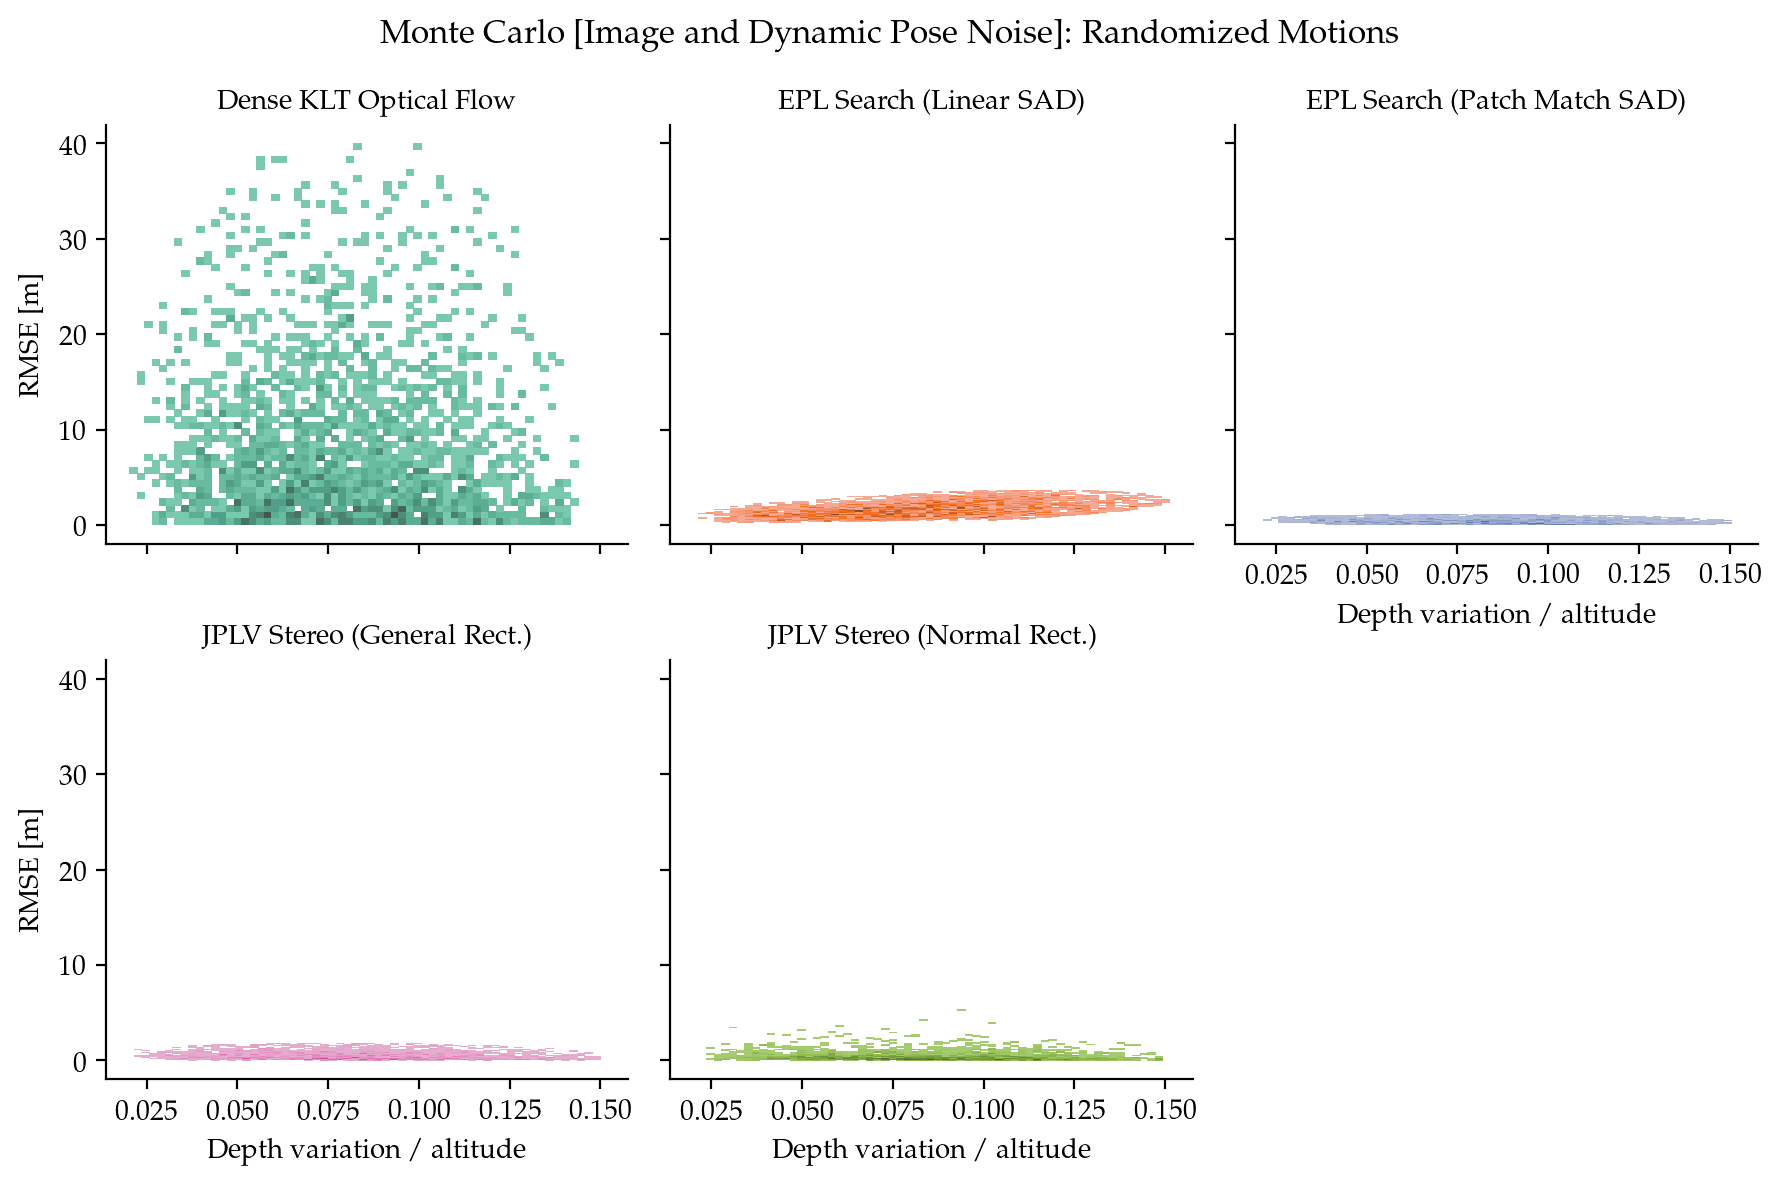 Monte Carlo [Image and Dynamic Pose Noise]: Randomized Motions
Dense KLT Optical Flow
EPL Search (Linear SAD)
EPL Search (Patch Match SAD)
RMSE [m]
40
30
20
10
0
0.025 0.050 0.075 0.100 0.125 0.150
Depth variation / altitude
JPLV Stereo (General Rect.)
JPLV Stereo (Normal Rect.)
RMSE [m]
40
30
20
10
0
0.025 0.050 0.075 0.100 0.125 0.150
Depth variation / altitude
0.025 0.050 0.075 0.100 0.125 0.150
Depth variation / altitude